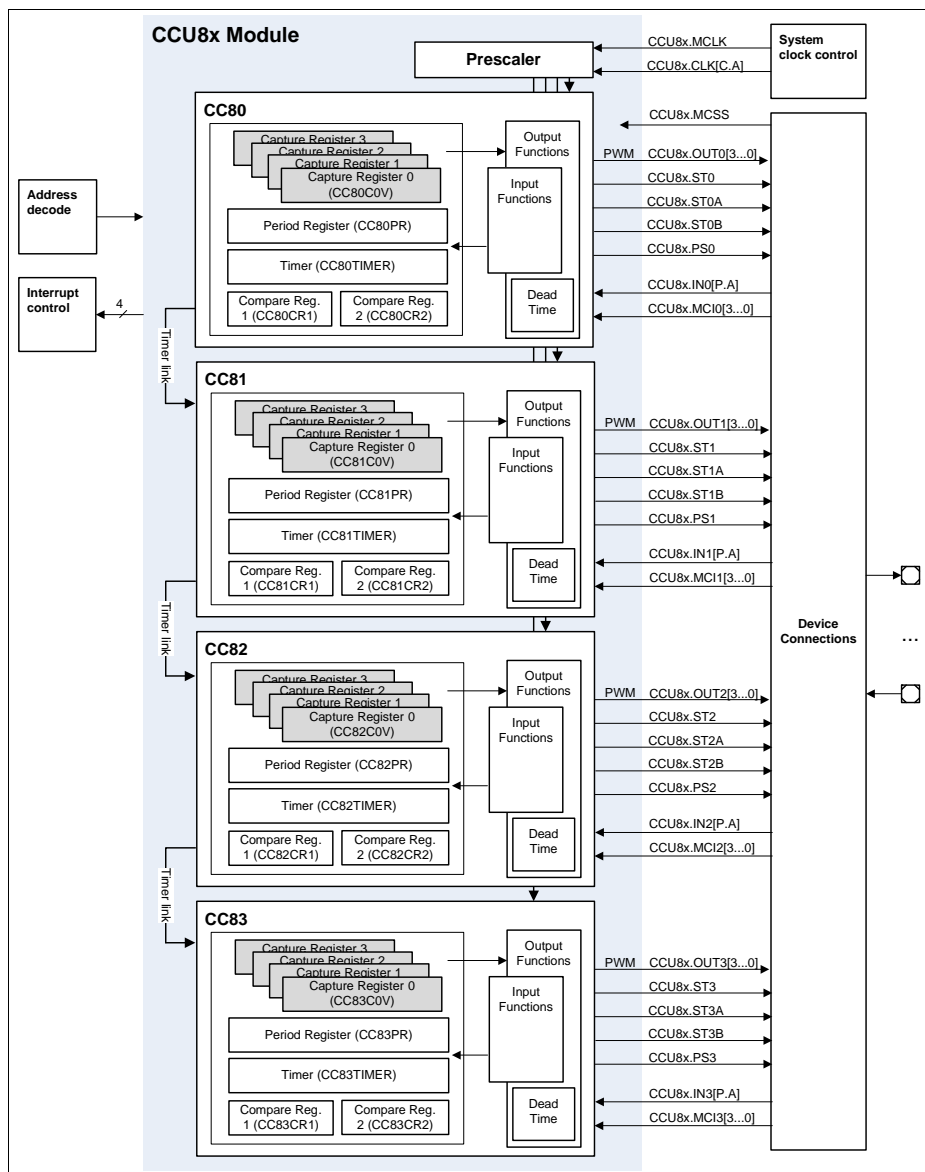 CCU8x Module
Prescaler
CCU8x.MCLK
CCU8x.CLK[C.A]
System
clock control
Address
decode
Interrupt
control
4
CC80
Capture Register 3
Capture Register 2
Capture Register 1
Capture Register 0
(CC80C0V)
Period Register (CC80PR)
Timer (CC80TIMER)
Compare Reg.
1 (CC80CR1)
Compare Reg.
2 (CC80CR2)
Output
Functions
Input
Functions
Dead
Time
CCU8x.MCSS
PWM
CCU8x.OUT0[3...0]
CCU8x.ST0
CCU8x.ST0A
CCU8x.ST0B
CCU8x.PS0
CCU8x.IN0[P.A]
CCU8x.MCI0[3...0]
Timer link
CC81
Capture Register 3
Capture Register 2
Capture Register 1
Capture Register 0
(CC81C0V)
Period Register (CC81PR)
Timer (CC81TIMER)
Compare Reg.
1 (CC81CR1)
Compare Reg.
2 (CC81CR2)
Output
Functions
Input
Functions
Dead
Time
PWM
CCU8x.OUT1[3...0]
CCU8x.ST1
CCU8x.ST1A
CCU8x.ST1B
CCU8x.PS1
CCU8x.IN1[P.A]
CCU8x.MCI1[3...0]
Device
Connections
...
Timer link
CC82
Capture Register 3
Capture Register 2
Capture Register 1
Capture Register 0
(CC82C0V)
Period Register (CC82PR)
Timer (CC82TIMER)
Compare Reg.
1 (CC82CR1)
Compare Reg.
2 (CC82CR2)
Output
Functions
Input
Functions
Dead
Time
PWM
CCU8x.OUT2[3...0]
CCU8x.ST2
CCU8x.ST2A
CCU8x.ST2B
CCU8x.PS2
CCU8x.IN2[P.A]
CCU8x.MCI2[3...0]
Timer link
CC83
Capture Register 3
Capture Register 2
Capture Register 1
Capture Register 0
(CC83C0V)
Period Register (CC83PR)
Timer (CC83TIMER)
Compare Reg.
1 (CC83CR1)
Compare Reg.
2 (CC83CR2)
Output
Functions
Input
Functions
Dead
Time
PWM
CCU8x.OUT3[3...0]
CCU8x.ST3
CCU8x.ST3A
CCU8x.ST3B
CCU8x.PS3
CCU8x.IN3[P.A]
CCU8x.MCI3[3...0]